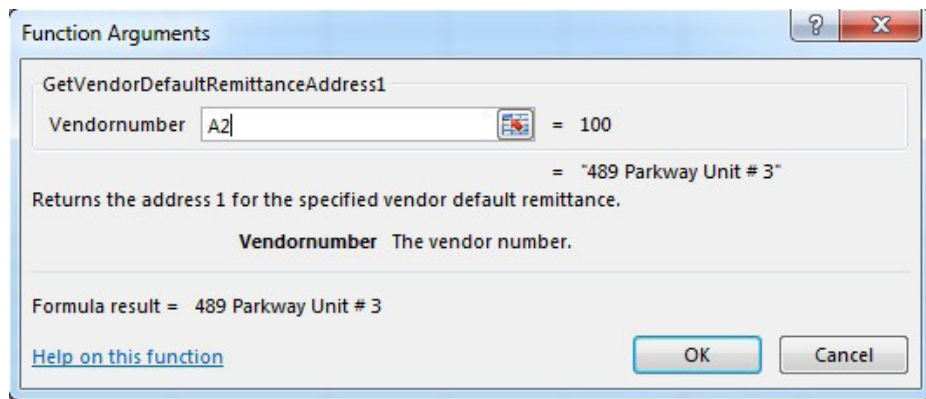 Function Arguments
GetVendorDefaultRemittanceAddress1
Vendornumber A2 = 100
= "489 Parkway Unit # 3"
Returns the address 1 for the specified vendor default remittance.
Vendornumber The vendor number.
Formula result = 489 Parkway Unit # 3
Help on this function OK Cancel